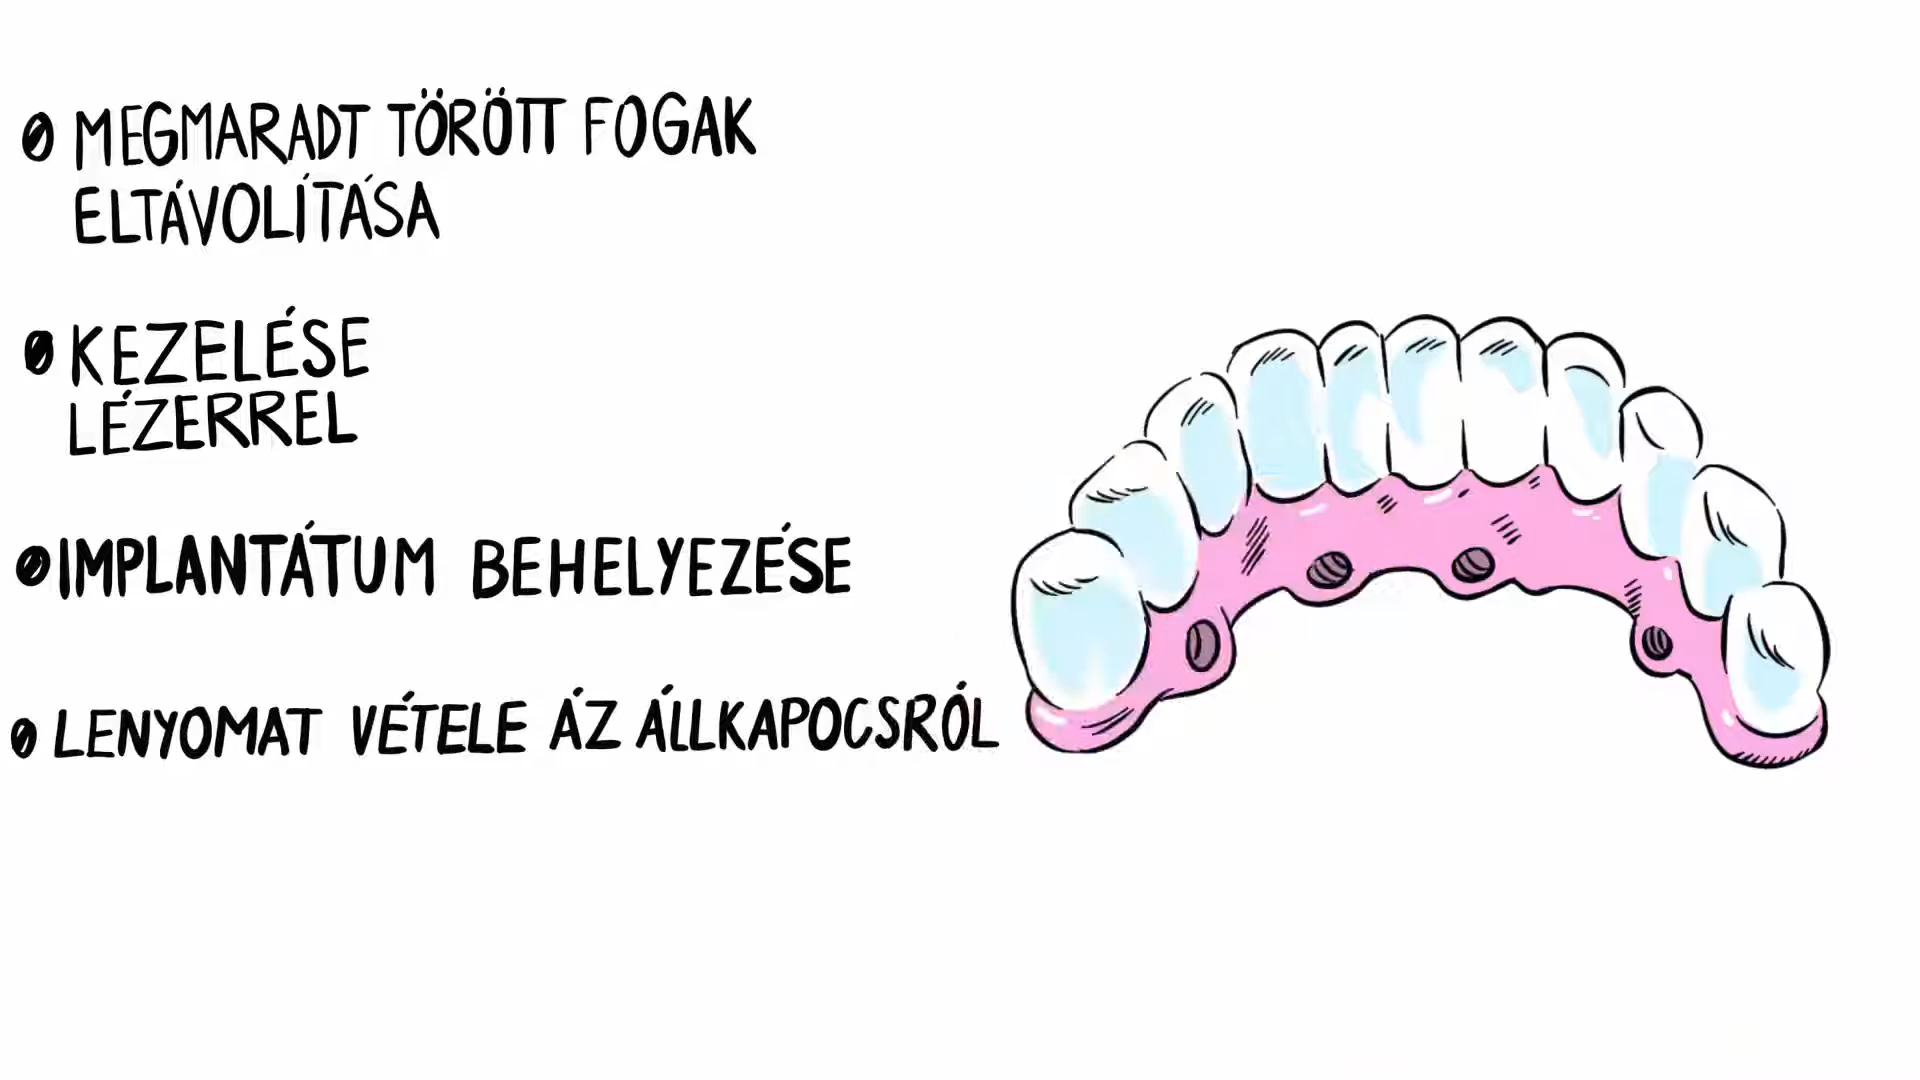 MEGMARADT TÖRÖTT FOGAK
ELTÁVOLÍTÁSA
KEZELÉSE
LÉZERREL
IMPLANTÁTUM BEHELYEZÉSE
LENYOMAT VÉTELE ÁZ ÁLLKAPOCSRÓL